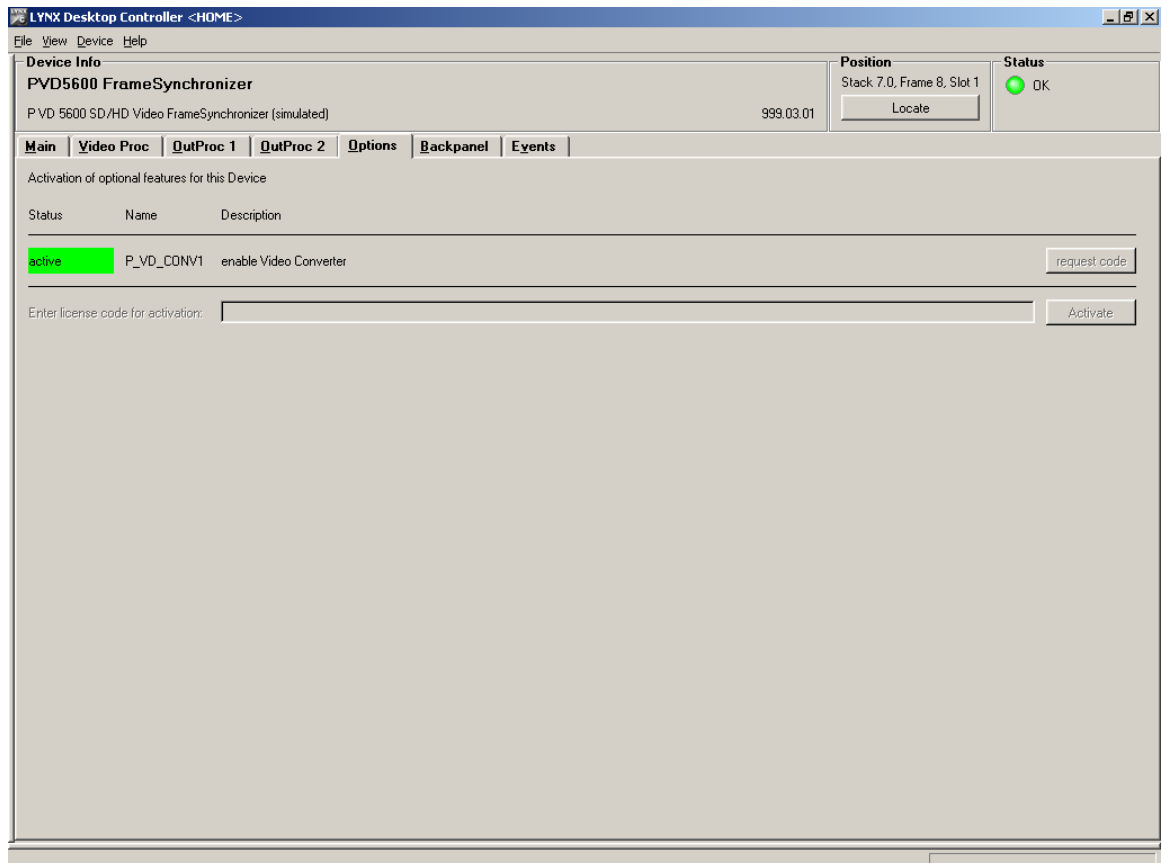 LYNX Desktop Controller <HOME>
File View Device Help
Device Info
PVD5600 FrameSynchronizer
PVD 5600 SD/HD Video FrameSynchronizer (simulated)
999.03.01
Position
Stack 7.0, Frame 8, Slot 1
Locate
Status
OK
Main Video Proc OutProc 1 OutProc 2 Options Backpanel Events
Activation of optional features for this Device
Status Name Description
active P_VD_CONV1 enable Video Converter request code
Enter license code for activation: Activate